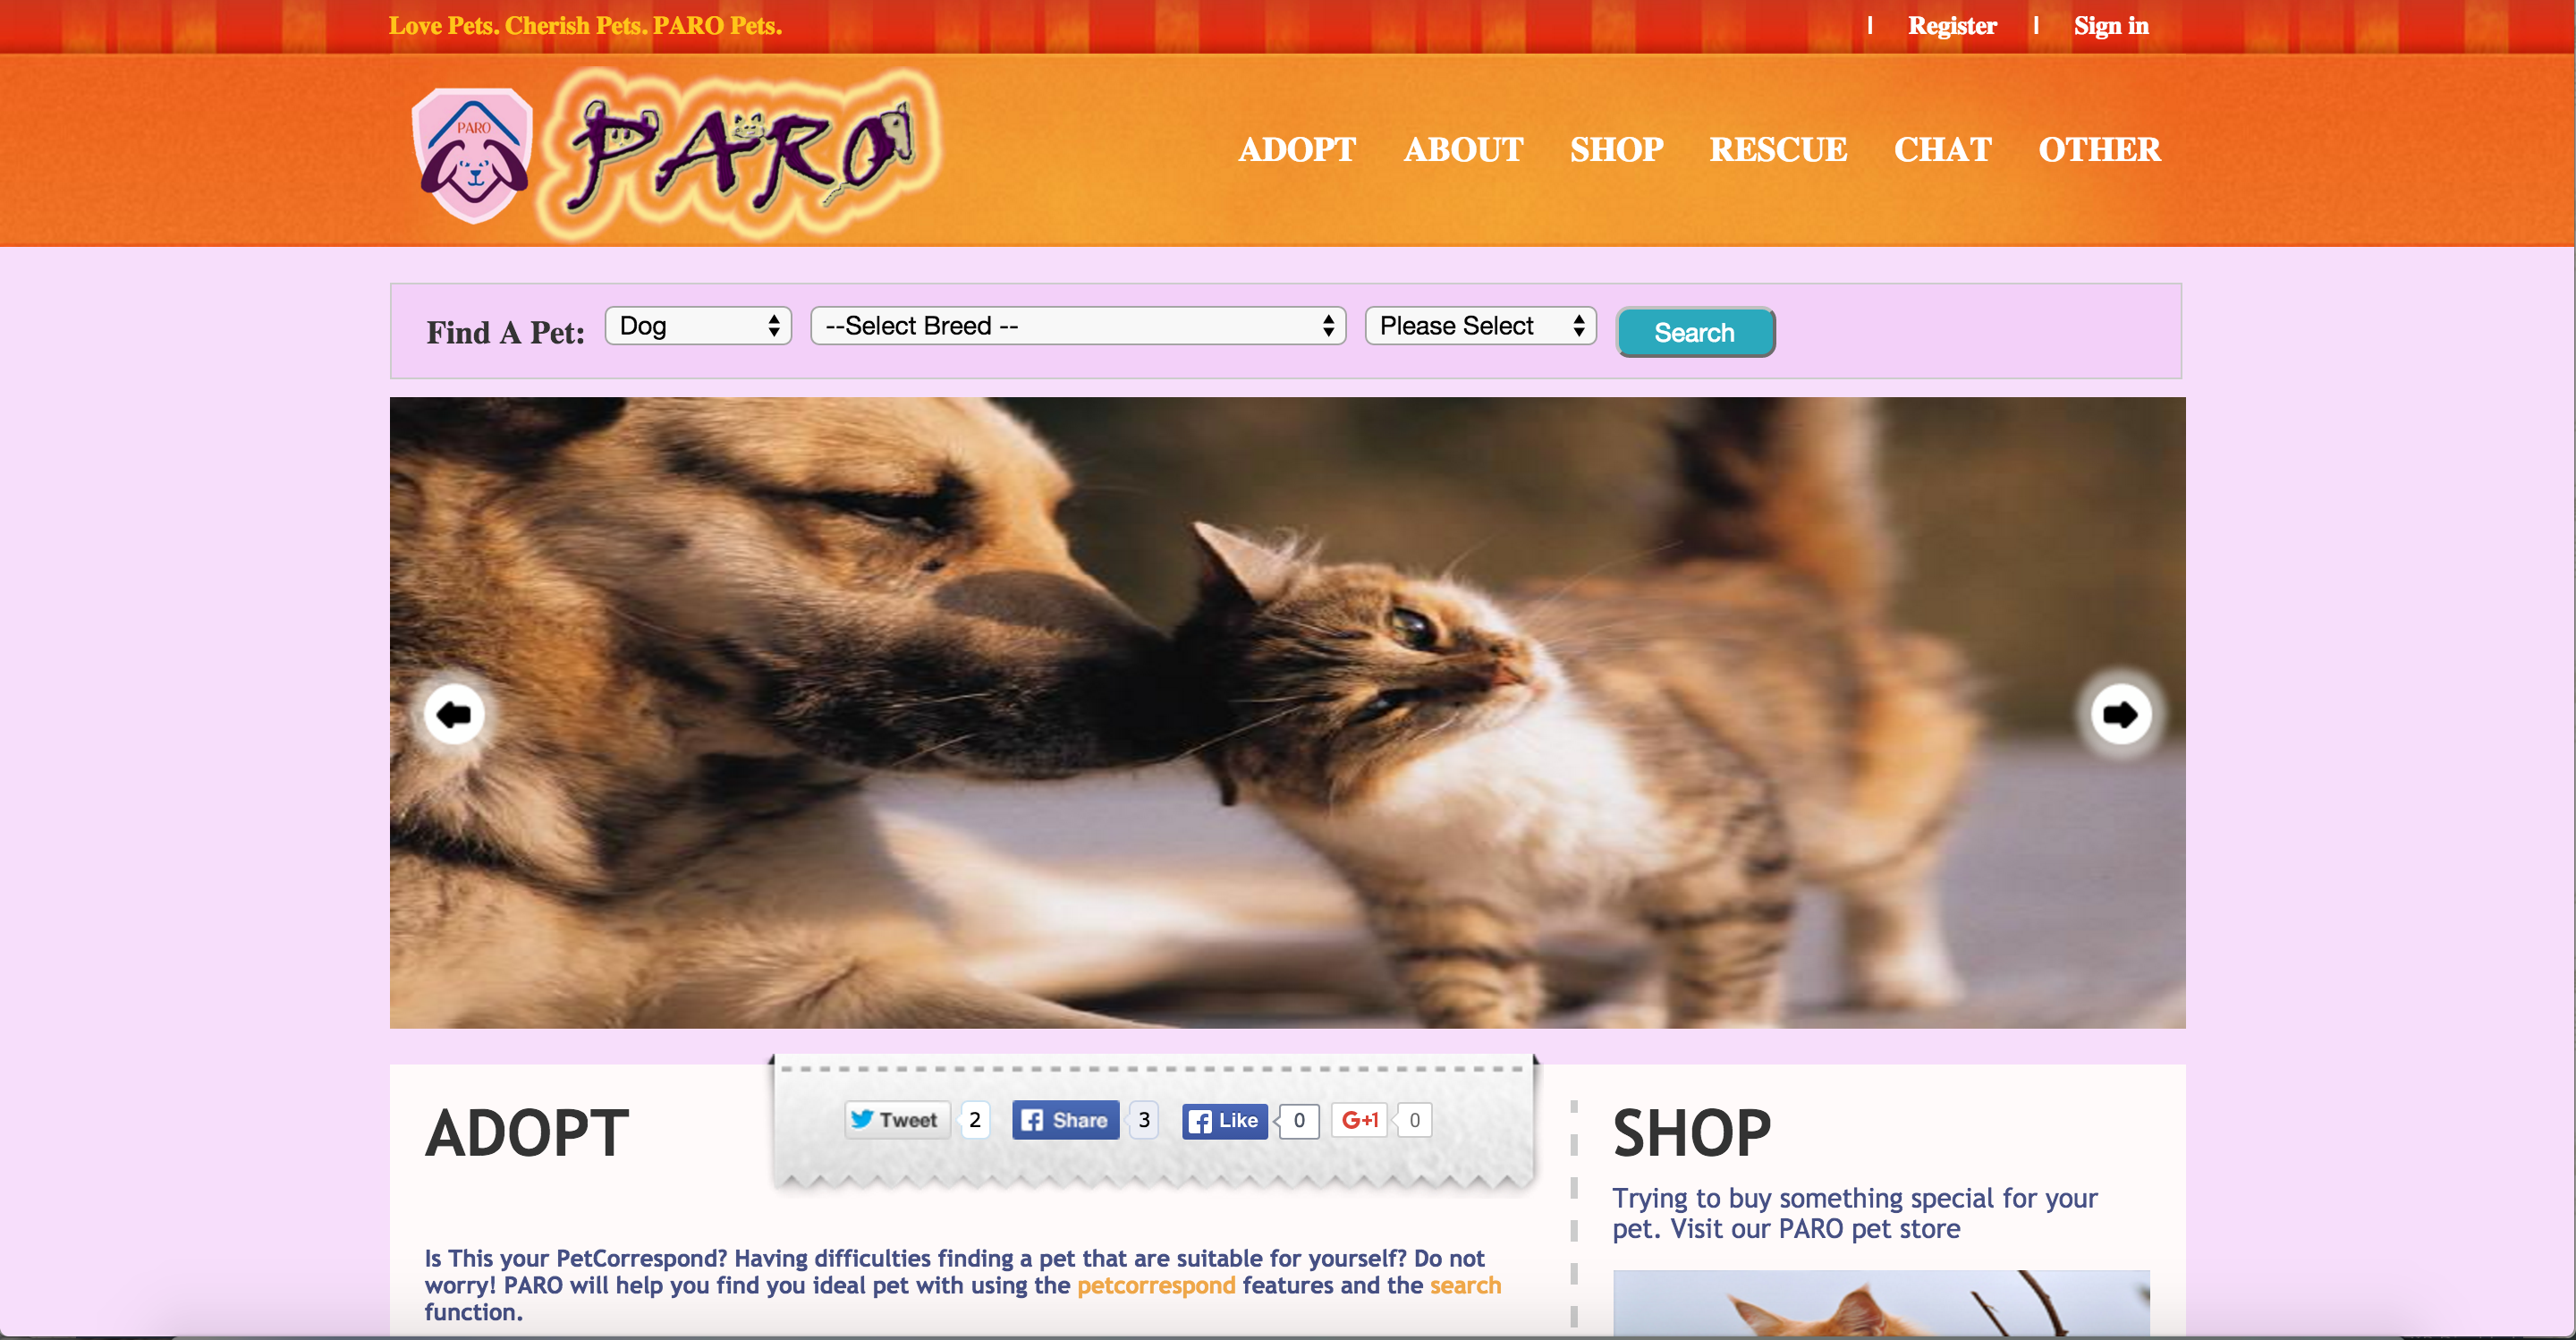 Love Pets. Cherish Pets. PARO Pets.
| Register | Sign in
PARO
PARO
ADOPT ABOUT SHOP RESCUE CHAT OTHER
Find A Pet: Dog --Select Breed -- Please Select Search
ADOPT
Tweet 2 Share 3 Like 0 G+1 0
Is This your PetCorrespond? Having difficulties finding a pet that are suitable for yourself? Do not
worry! PARO will help you find you ideal pet with using the petcorrespond features and the search
function.
SHOP
Trying to buy something special for your
pet. Visit our PARO pet store